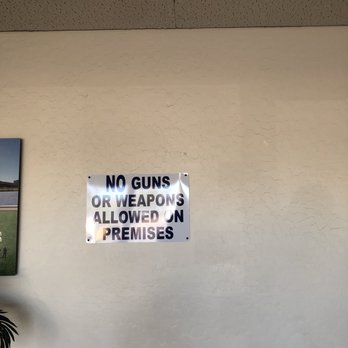 NO GUNS
OR WEAPONS
ALLOWED ON
PREMISES